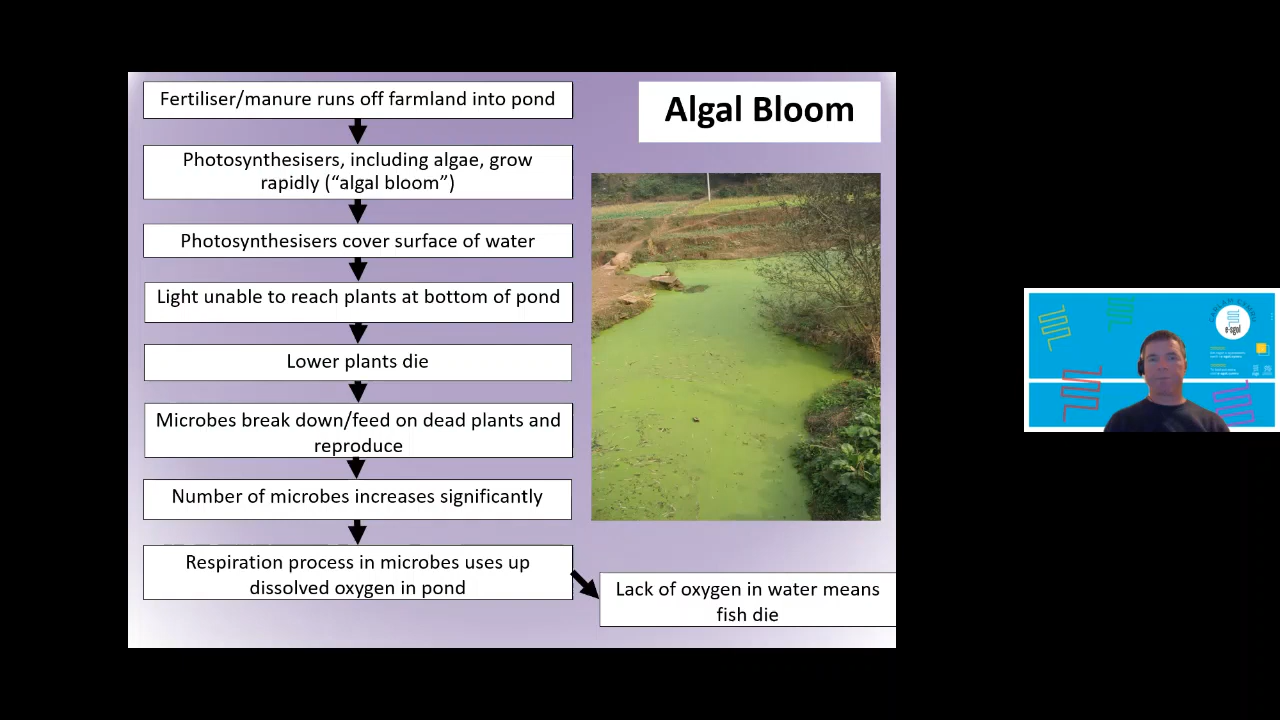 Fertiliser/manure runs off farmland into pond
Algal Bloom
Photosynthesisers, including algae, grow
rapidly (“algal bloom”)
Photosynthesisers cover surface of water
Light unable to reach plants at bottom of pond
Lower plants die
Microbes break down/feed on dead plants and
reproduce
Number of microbes increases significantly
Respiration process in microbes uses up
dissolved oxygen in pond
Lack of oxygen in water means
fish die
e-sgol